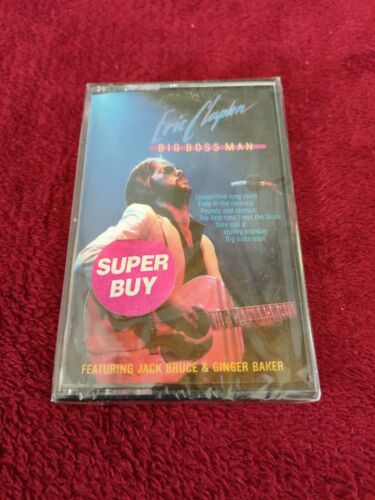 Eric Clapton
BIG BOSS MAN
Louise/Five long years
Early in the morning
Pounds and stomps
The first time I met the blues
They call it
stormy monday
Big boss man
SUPER
BUY
FEATURING JACK BRUCE & GINGER BAKER